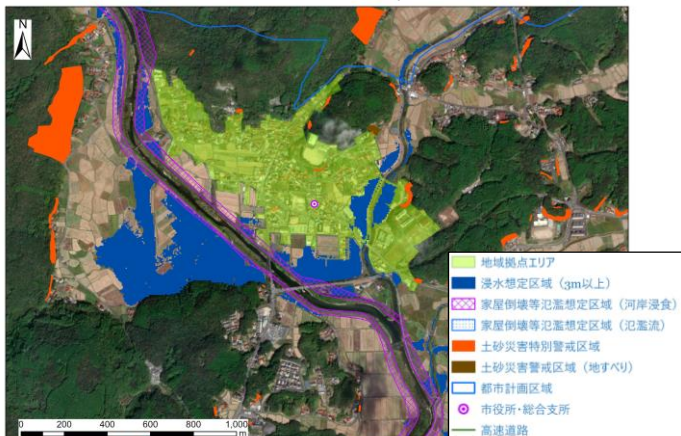 N
地域拠点エリア
浸水想定区域（3m以上）
家屋倒壊等氾濫想定区域（河岸浸食）
家屋倒壊等氾濫想定区域（氾濫流）
土砂災害特別警戒区域
土砂災害警戒区域（地すべり）
都市計画区域
市役所・総合支所
高速道路
0 200 400 600 800 1,000
m